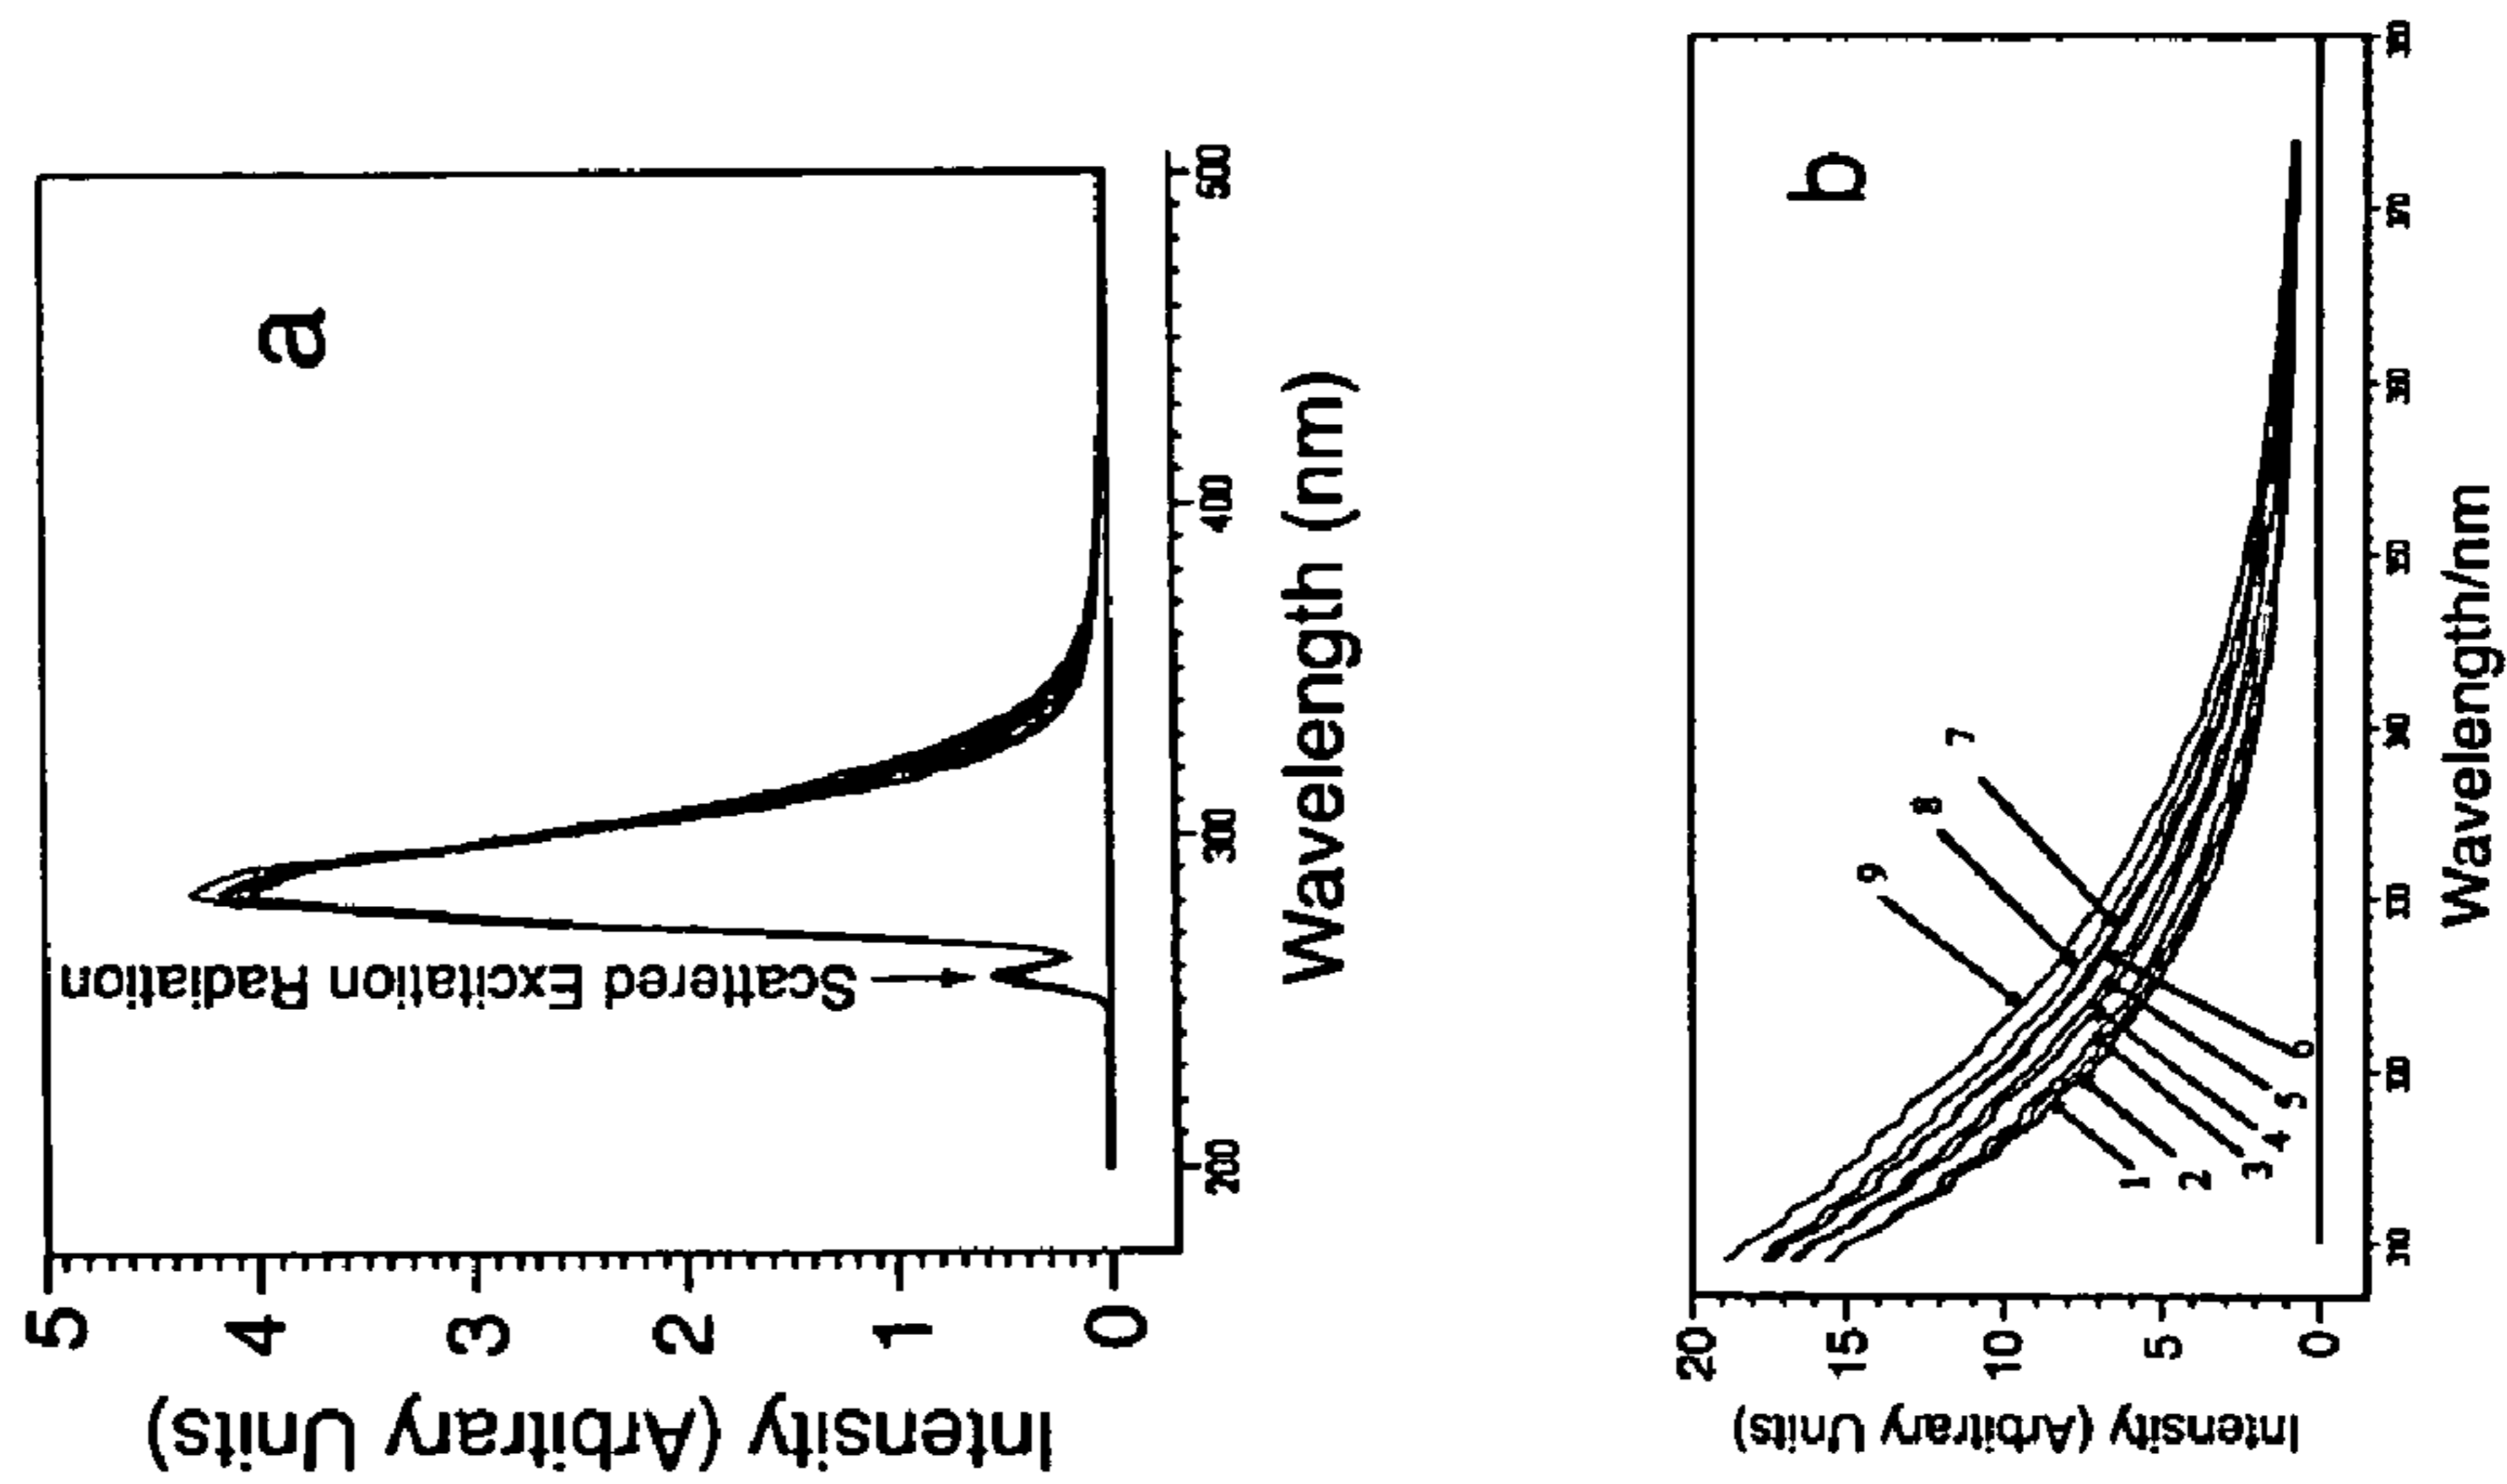 a
Scattered Excitation Radiation
5
4
3
2
1
0
Intensity (Arbitrary Units)
200 300 400 500
Wavelength (nm)
b
9
8
7
1
2
3
4
5
20
15
10
5
0
Intensity (Arbitrary Units)
Wavelength/nm